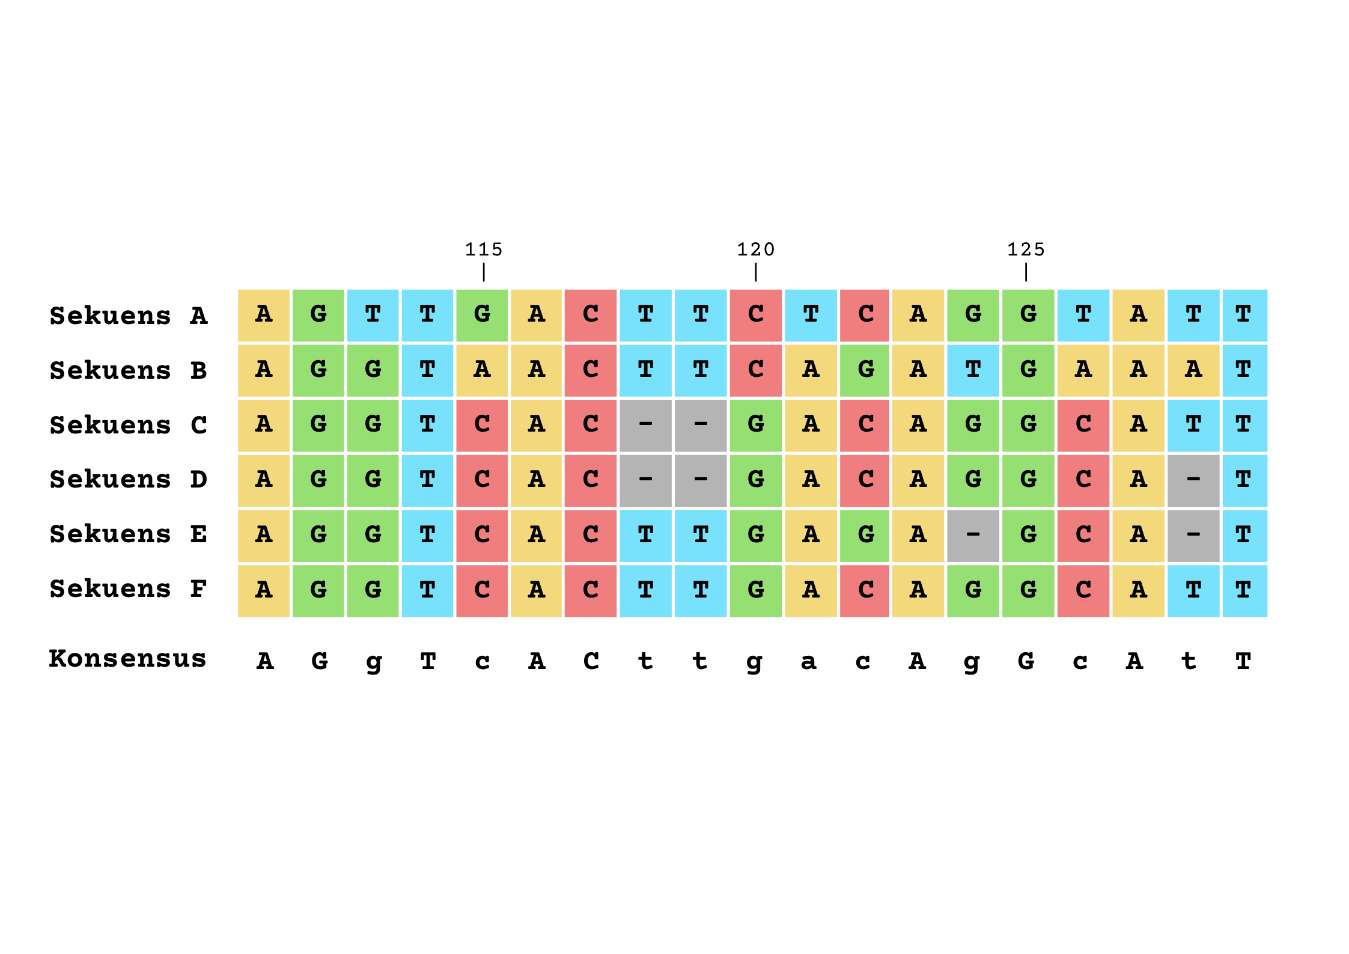 115 120 125
Sekuens A A G T T G A C T T C T C A G G T A T T
Sekuens B A G G T A A C T T C A G A T G A A A T
Sekuens C A G G T C A C - - G A C A G G C A T T
Sekuens D A G G T C A C - - G A C A G G C A - T
Sekuens E A G G T C A C T T G A G A - G C A - T
Sekuens F A G G T C A C T T G A C A G G C A T T
Konsensus A G g T c A C t t g a c A g G c A t T